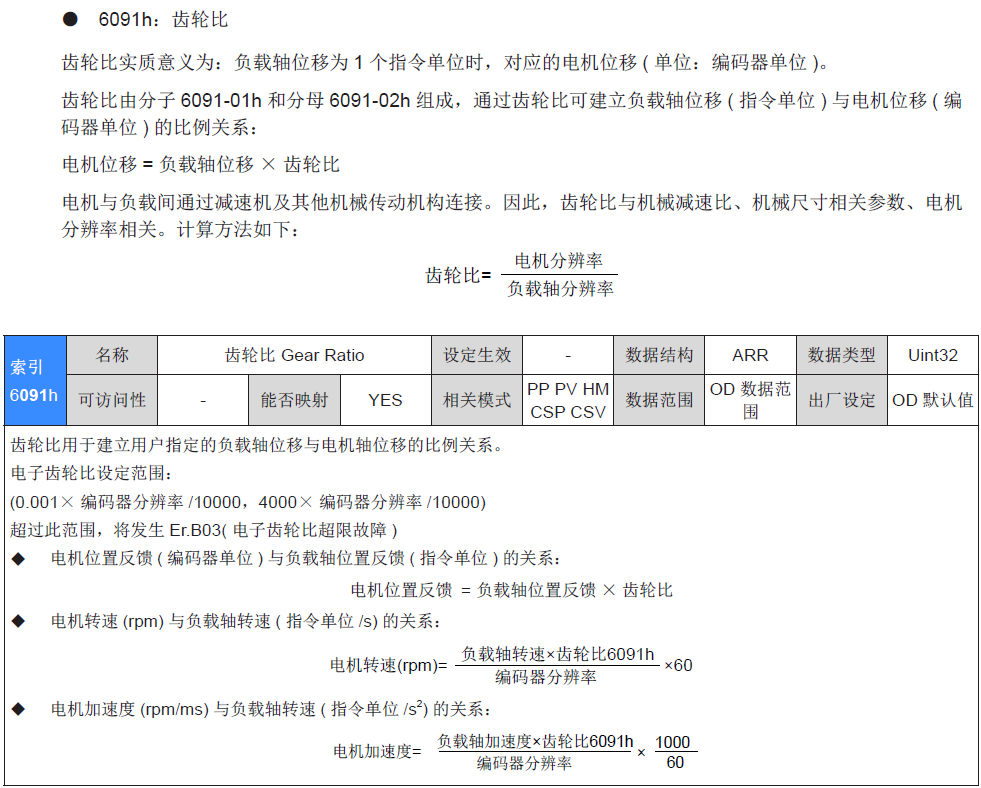 ● 6091h：齿轮比
齿轮比实质意义为：负载轴位移为 1 个指令单位时，对应的电机位移 ( 单位：编码器单位 )。
齿轮比由分子 6091-01h 和分母 6091-02h 组成，通过齿轮比可建立负载轴位移 ( 指令单位 ) 与电机位移 ( 编
码器单位 ) 的比例关系：
电机位移 = 负载轴位移 × 齿轮比
电机与负载间通过减速机及其他机械传动机构连接。因此，齿轮比与机械减速比、机械尺寸相关参数、电机
分辨率相关。计算方法如下：
齿轮比= 电机分辨率
负载轴分辨率
索引
6091h
名称 齿轮比 Gear Ratio 设定生效 - 数据结构 ARR 数据类型 Uint32
可访问性 - 能否映射 YES 相关模式 PP PV HM
CSP CSV 数据范围 OD 数据范
围 出厂设定 OD 默认值
齿轮比用于建立用户指定的负载轴位移与电机轴位移的比例关系。
电子齿轮比设定范围：
(0.001× 编码器分辨率 /10000，4000× 编码器分辨率 /10000)
超过此范围，将发生 Er.B03( 电子齿轮比超限故障 )
◆ 电机位置反馈 ( 编码器单位 ) 与负载轴位置反馈 ( 指令单位 ) 的关系：
电机位置反馈 = 负载轴位置反馈 × 齿轮比
◆ 电机转速 (rpm) 与负载轴转速 ( 指令单位 /s) 的关系：
电机转速(rpm)= 负载轴转速×齿轮比6091h
编码器分辨率 ×60
◆ 电机加速度 (rpm/ms) 与负载轴转速 ( 指令单位 /s²) 的关系：
电机加速度= 负载轴加速度×齿轮比6091h
编码器分辨率 × 1000
60